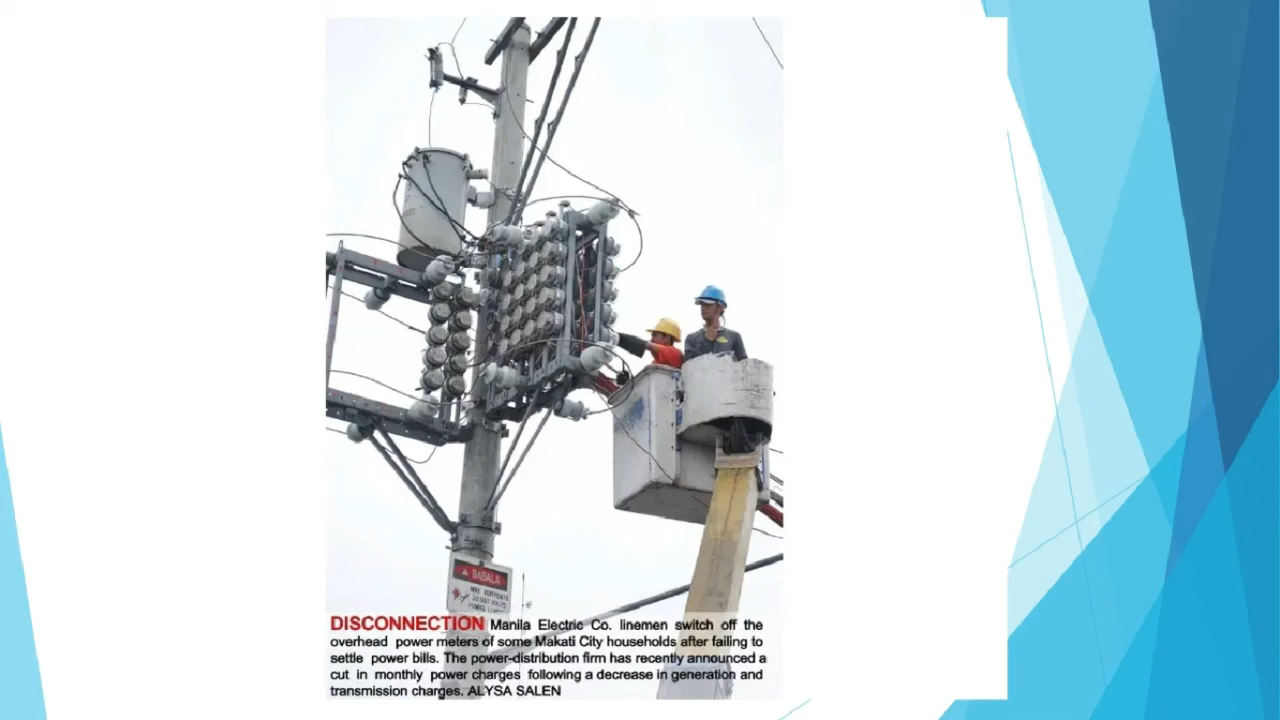 BABALA
DISCONNECTION Manila Electric Co. linemen switch off the
overhead power meters of some Makati City households after failing to
settle power bills. The power-distribution firm has recently announced a
cut in monthly power charges following a decrease in generation and
transmission charges. ALYSA SALEN